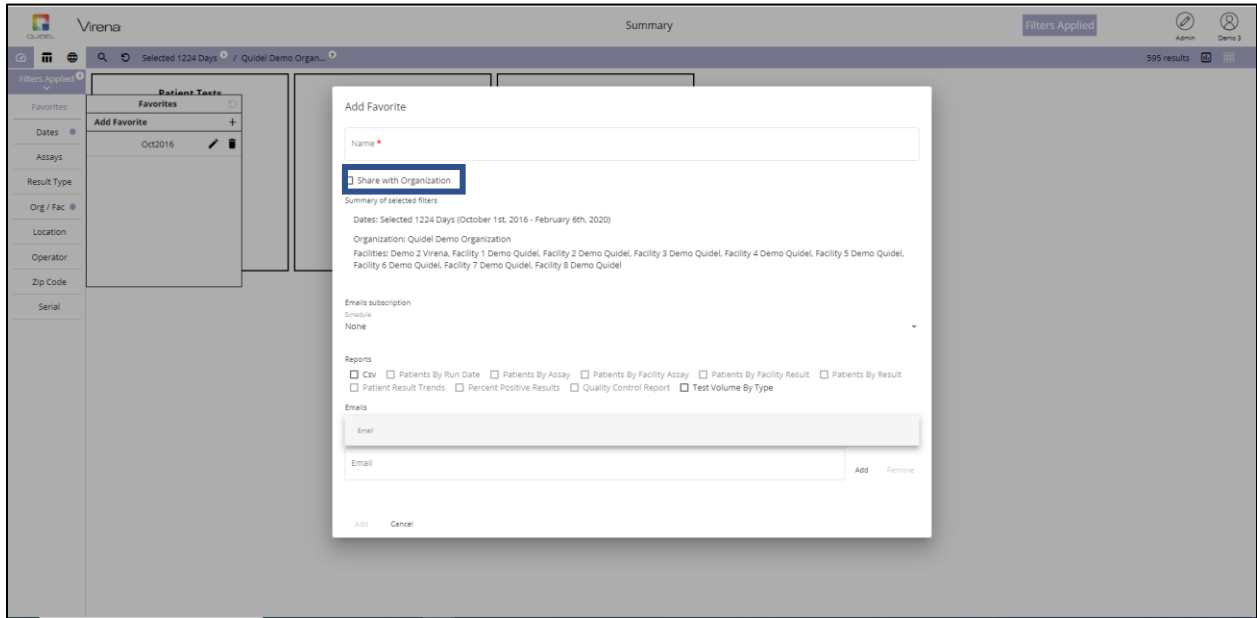 QUIDEL
Virena
Summary
Filters Applied
Admin
Demo 3
Selected 1224 Days / Quidel Demo Organ...
595 results
Filters Applied
Favorites
Dates
Assays
Result Type
Org / Fac
Location
Operator
Zip Code
Serial
Patient Tests
Favorites
Add Favorite +
Oct2016
Add Favorite
Name *
Share with Organization
Summary of selected filters
Dates: Selected 1224 Days (October 1st, 2016 - February 6th, 2020)
Organization: Quidel Demo Organization
Facilities: Demo 2 Virena, Facility 1 Demo Quidel, Facility 2 Demo Quidel, Facility 3 Demo Quidel, Facility 4 Demo Quidel, Facility 5 Demo Quidel,
Facility 6 Demo Quidel, Facility 7 Demo Quidel, Facility 8 Demo Quidel
Emails subscription
Schedule
None
Reports
Csv Patients By Run Date Patients By Assay Patients By Facility Assay Patients By Facility Result Patients By Result
Patient Result Trends Percent Positive Results Quality Control Report Test Volume By Type
Emails
Email
Email
Add Remove
Add Cancel